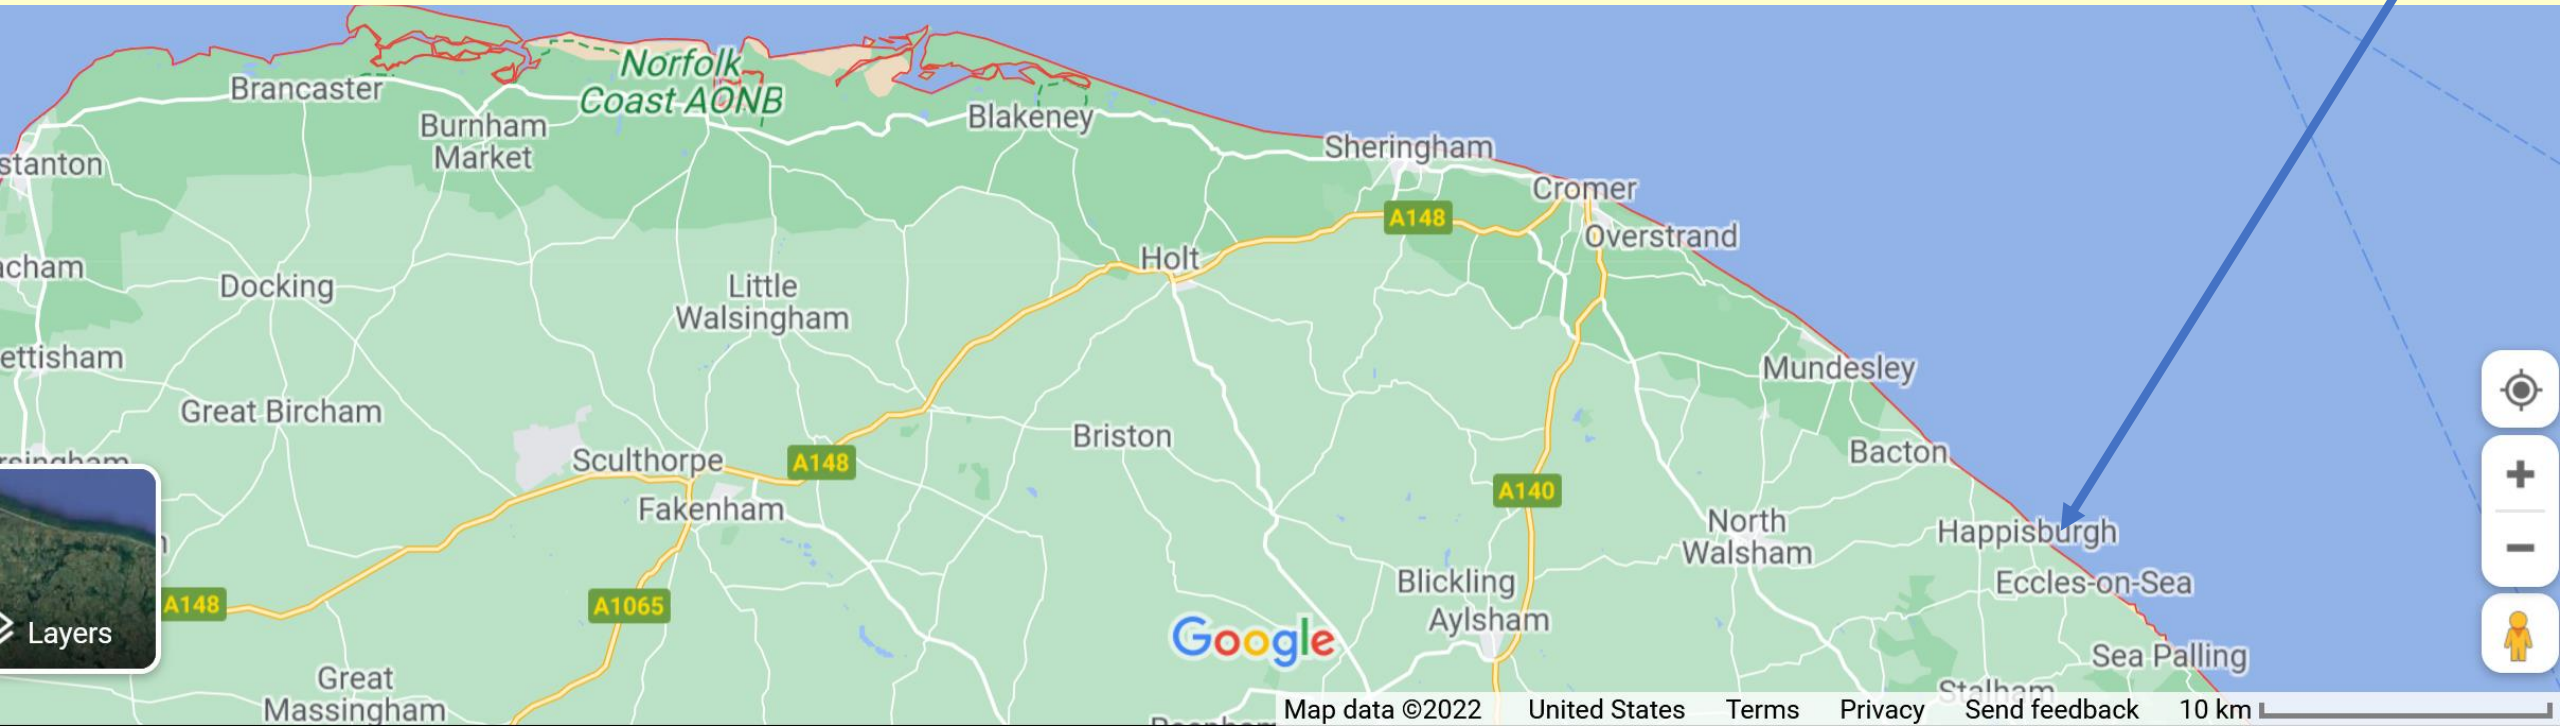 Norfolk
Coast AONB
Brancaster
Burnham
Market
Blakeney
Sheringham
stanton
Cromer
A148
Overstrand
Holt
acham
Docking
Little
Walsingham
ettisham
Mundesley
Great Bircham
Briston
Bacton
Sculthorpe
A148
Fakenham
A140
North
Walsham
Happisburgh
Blickling
Eccles-on-Sea
A148
A1065
Aylsham
Layers
Google
Sea Palling
Great
Massingham
Stalham
Map data ©2022 United States Terms Privacy Send feedback 10 km